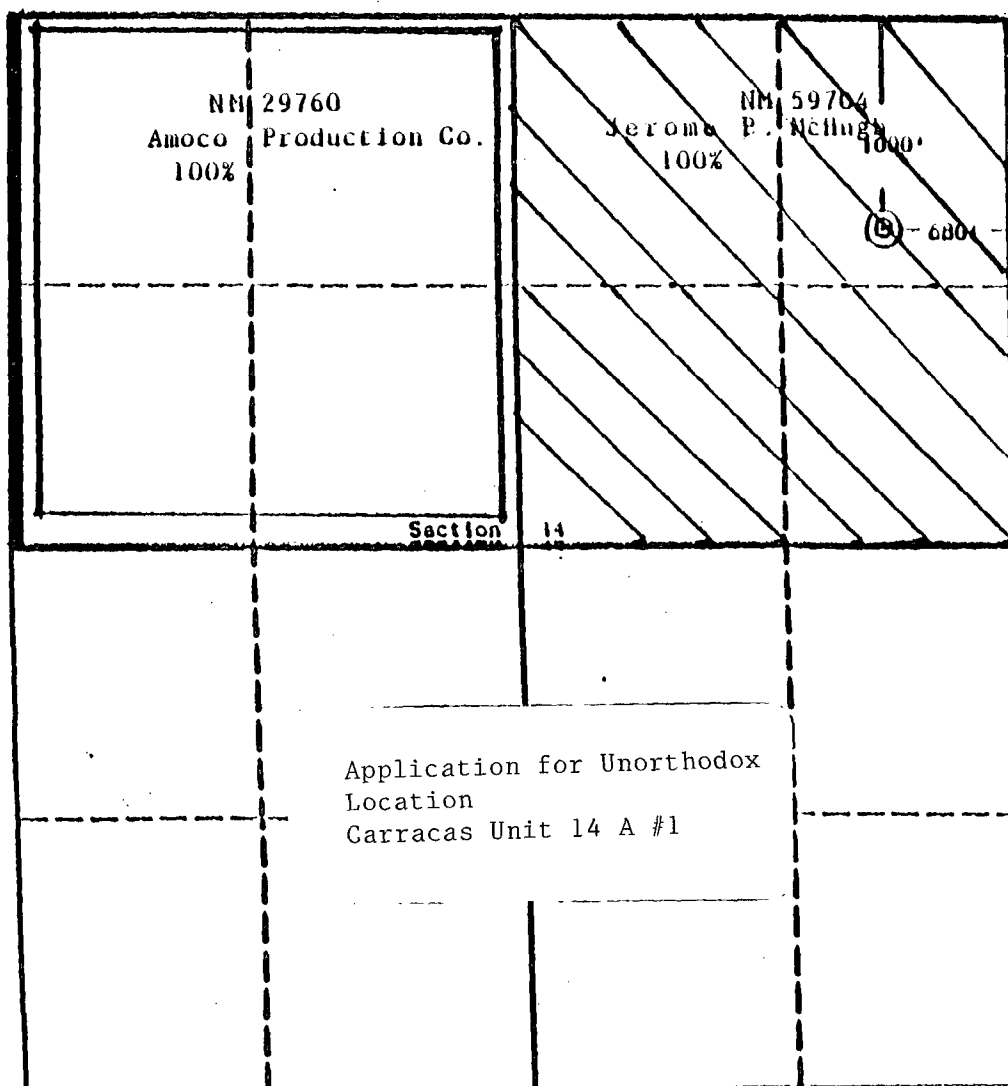 NM 29760
Amoco Production Co.
100%
NM 59704
Jerome P. McHugh
100%
1000'
680'
Section 14
Application for Unorthodox
Location
Carracas Unit 14 A #1